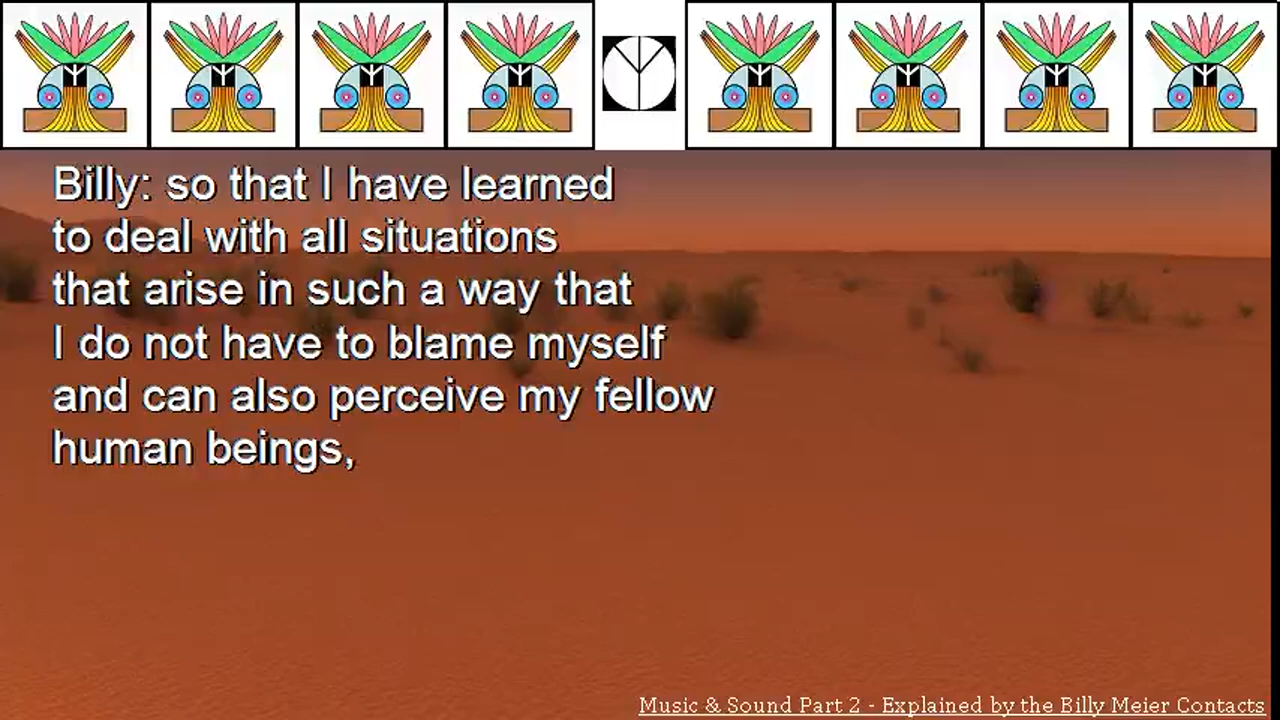 Billy: so that I have learned
to deal with all situations
that arise in such a way that
I do not have to blame myself
and can also perceive my fellow
human beings,
Music & Sound Part 2 - Explained by the Billy Meier Contacts